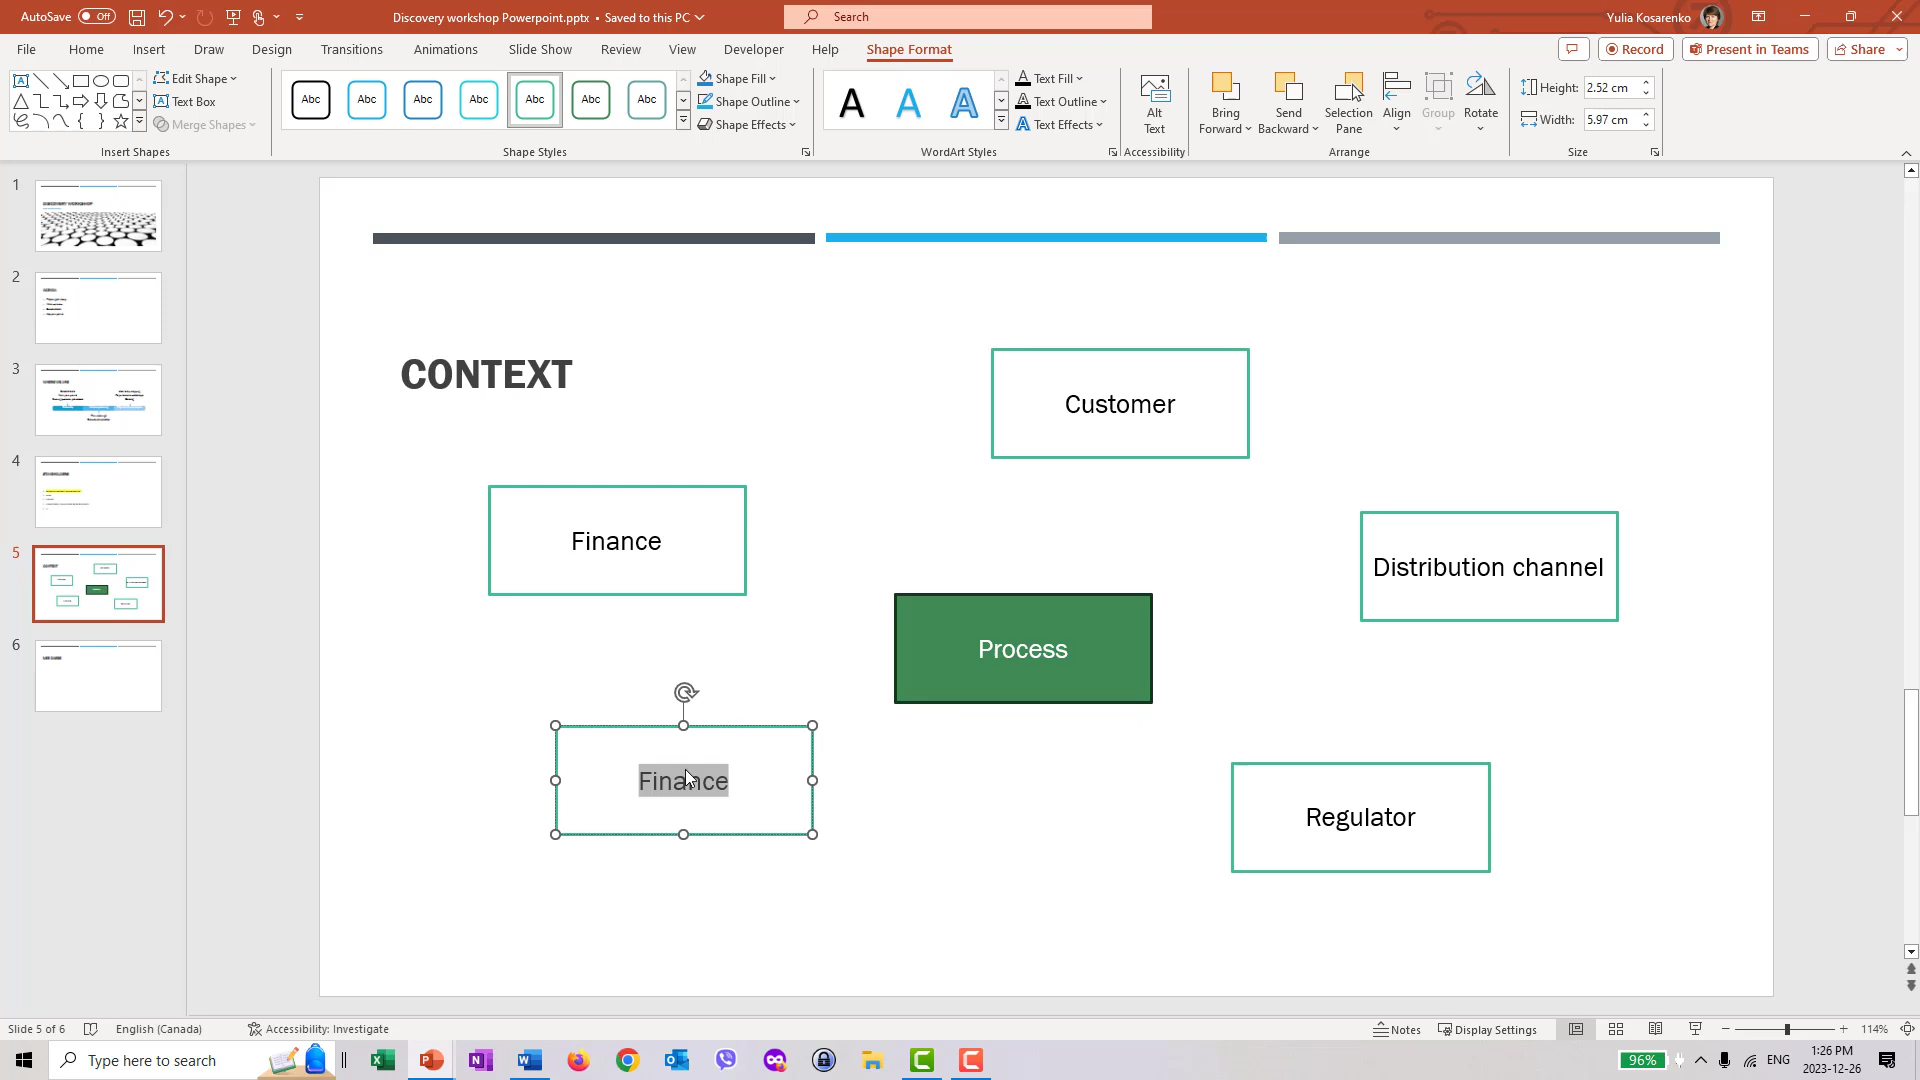 AutoSave Off
Discovery workshop Powerpoint.pptx • Saved to this PC
Search
Yulia Kosarenko
File Home Insert Draw Design Transitions Animations Slide Show Review View Developer Help Shape Format
Record
Present in Teams
Share
Edit Shape
Text Box
Merge Shapes
Insert Shapes
Abc Abc Abc Abc Abc Abc Abc
Shape Fill
Shape Outline
Shape Effects
Shape Styles
A A A
Text Fill
Text Outline
Text Effects
WordArt Styles
Alt Text
Accessibility
Bring Forward
Send Backward
Selection Pane
Align
Group
Rotate
Arrange
Height: 2.52 cm
Width: 5.97 cm
Size
1
DISCOVERY WORKSHOP
2
3
4
5
6
CONTEXT
Customer
Finance
Distribution channel
Process
Finance
Regulator
Slide 5 of 6
English (Canada)
Accessibility: Investigate
Notes
Display Settings
114%
Type here to search
96%
ENG
1:26 PM
2023-12-26